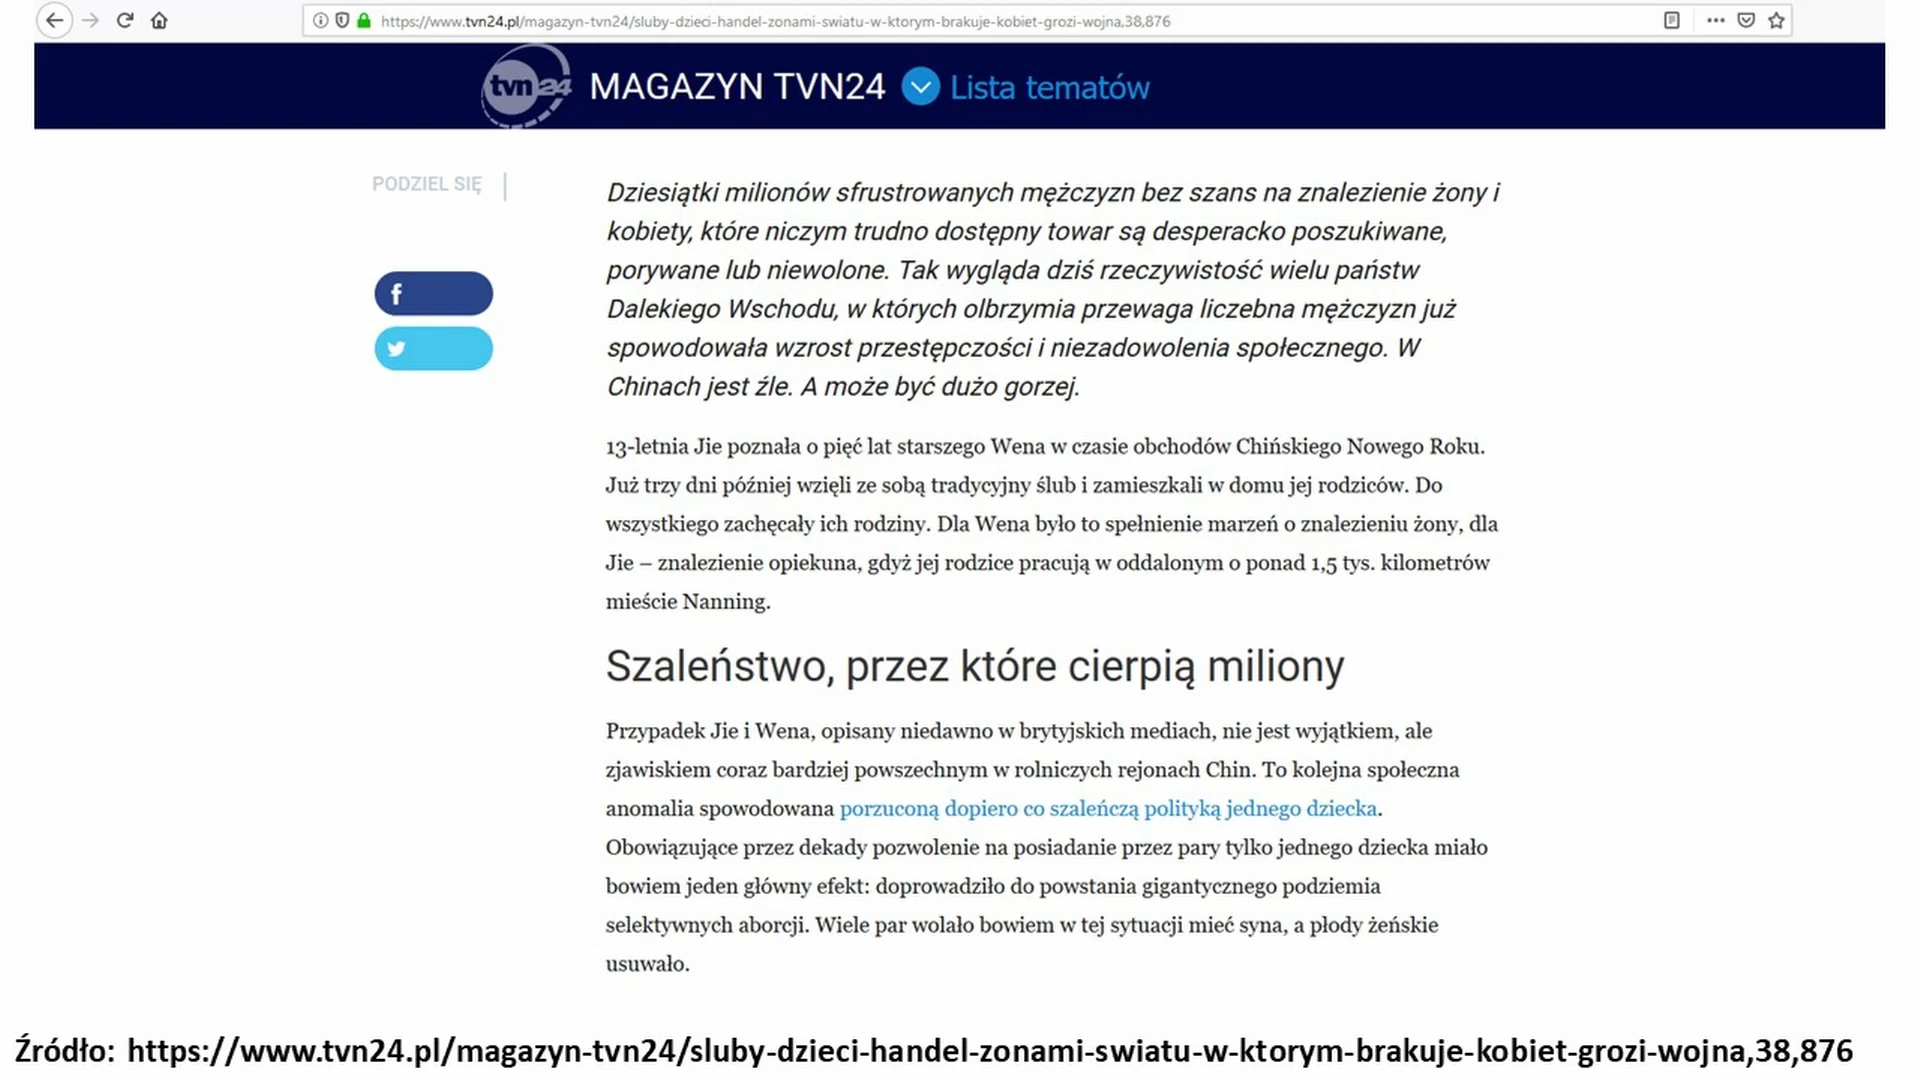 https://www.tvn24.pl/magazyn-tvn24/sluby-dzieci-handel-zonami-swiatu-w-ktorym-brakuje-kobiet-grozi-wojna,38,876
tvn24 MAGAZYN TVN24 Lista tematów
PODZIEL SIĘ
Dziesiątki milionów sfrustrowanych mężczyzn bez szans na znalezienie żony i
kobiety, które niczym trudno dostępny towar są desperacko poszukiwane,
porywane lub niewolone. Tak wygląda dziś rzeczywistość wielu państw
Dalekiego Wschodu, w których olbrzymia przewaga liczebna mężczyzn już
spowodowała wzrost przestępczości i niezadowolenia społecznego. W
Chinach jest źle. A może być dużo gorzej.
13-letnia Jie poznała o pięć lat starszego Wena w czasie obchodów Chińskiego Nowego Roku.
Już trzy dni później wzięli ze sobą tradycyjny ślub i zamieszkali w domu jej rodziców. Do
wszystkiego zachęcały ich rodziny. Dla Wena było to spełnienie marzeń o znalezieniu żony, dla
Jie – znalezienie opiekuna, gdyż jej rodzice pracują w oddalonym o ponad 1,5 tys. kilometrów
mieście Nanning.
Szaleństwo, przez które cierpią miliony
Przypadek Jie i Wena, opisany niedawno w brytyjskich mediach, nie jest wyjątkiem, ale
zjawiskiem coraz bardziej powszechnym w rolniczych rejonach Chin. To kolejna społeczna
anomalia spowodowana porzuconą dopiero co szaleńczą polityką jednego dziecka.
Obowiązujące przez dekady pozwolenie na posiadanie przez pary tylko jednego dziecka miało
bowiem jeden główny efekt: doprowadziło do powstania gigantycznego podziemia
selektywnych aborcji. Wiele par wolało bowiem w tej sytuacji mieć syna, a płody żeńskie
usuwało.
Źródło: https://www.tvn24.pl/magazyn-tvn24/sluby-dzieci-handel-zonami-swiatu-w-ktorym-brakuje-kobiet-grozi-wojna,38,876